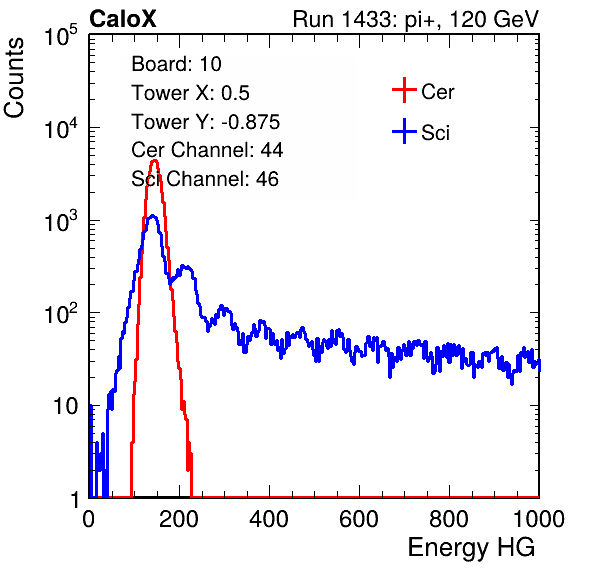 CaloX Run 1433: pi+, 120 GeV
Counts
Board: 10
Tower X: 0.5
Tower Y: -0.875
Cer Channel: 44
Sci Channel: 46
Cer
Sci
10^5
10^4
10^3
10^2
10
1
0 200 400 600 800 1000
Energy HG